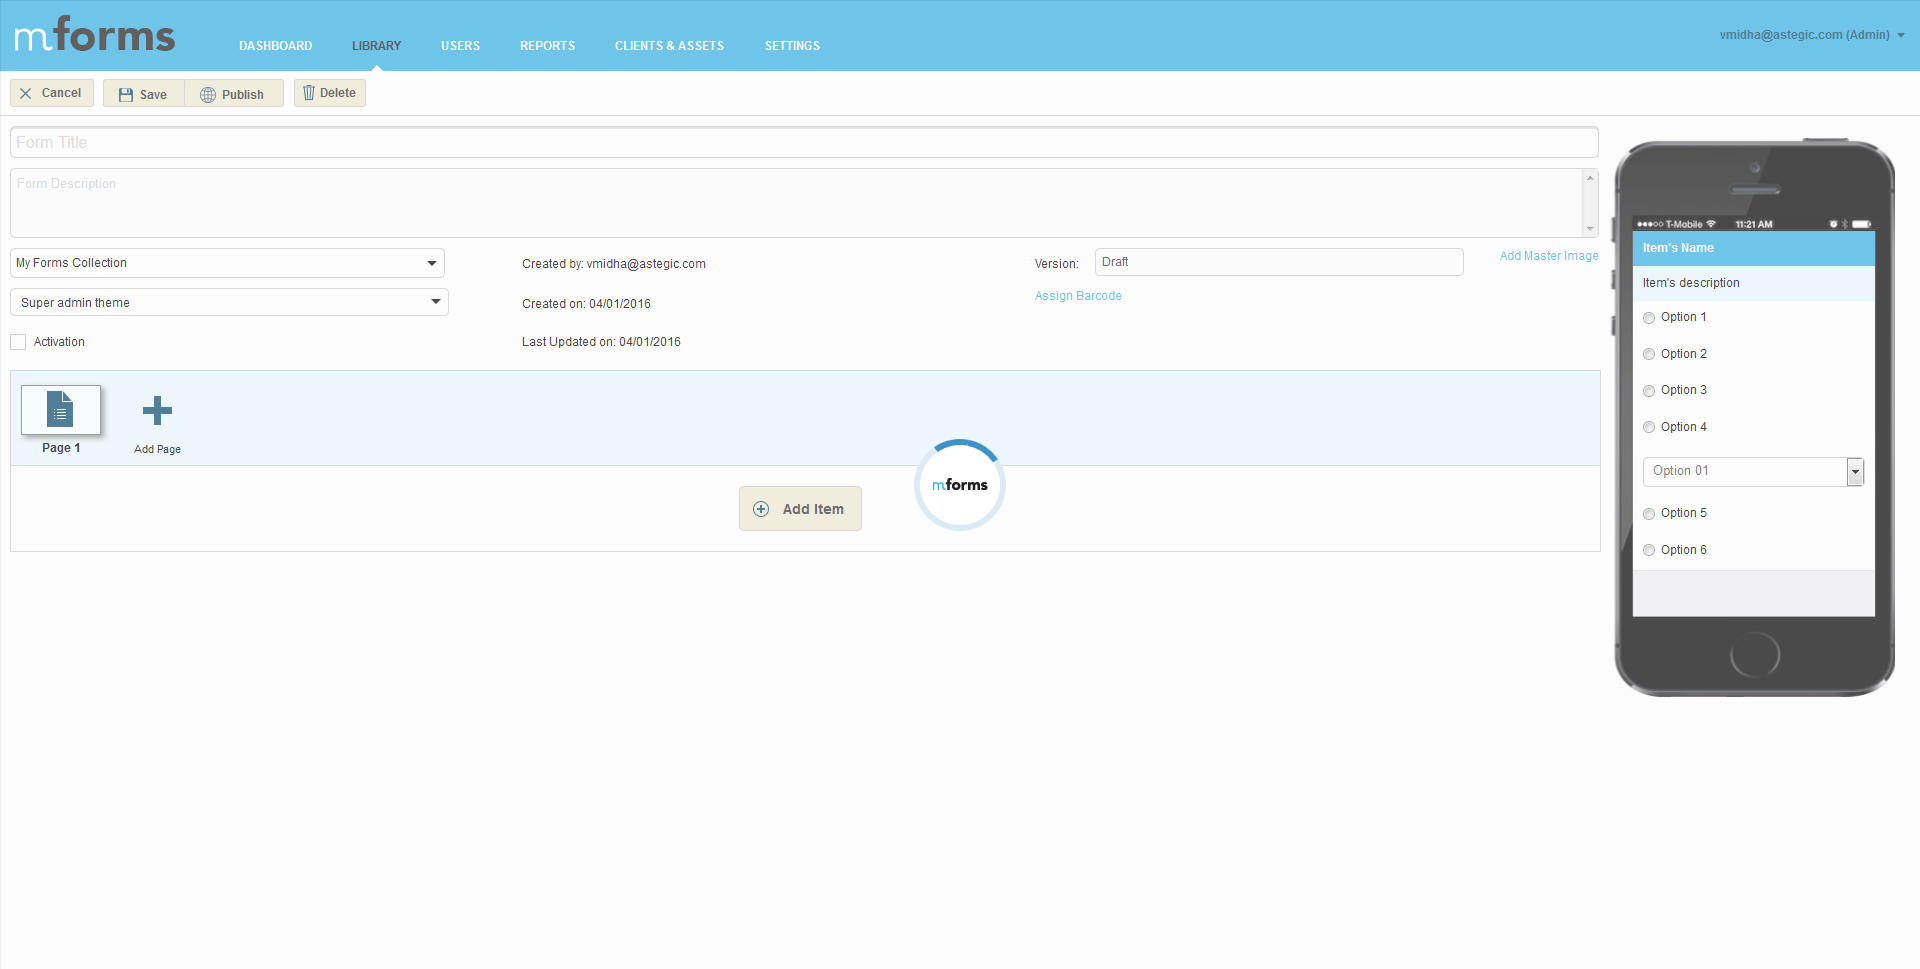 mforms
DASHBOARD LIBRARY USERS REPORTS CLIENTS & ASSETS SETTINGS
vmidha@astegic.com (Admin)
Cancel Save Publish Delete
Form Title
Form Description
My Forms Collection
Created by: vmidha@astegic.com
Version: Draft
Add Master Image
Super admin theme
Created on: 04/01/2016
Assign Barcode
Activation
Last Updated on: 04/01/2016
Page 1
Add Page
mforms
Add Item
T-Mobile 11:21 AM
Item's Name
Item's description
Option 1
Option 2
Option 3
Option 4
Option 01
Option 5
Option 6